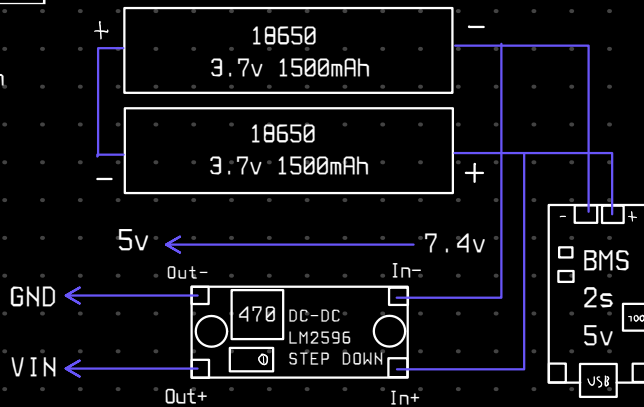 +
-
18650
3.7v 1500mAh
18650
3.7v 1500mAh
-
+
5v
7.4v
-
+
BMS
2s
5v
USB
Out-
In-
GND
470
DC-DC
LM2596
STEP DOWN
VIN
Out+
In+